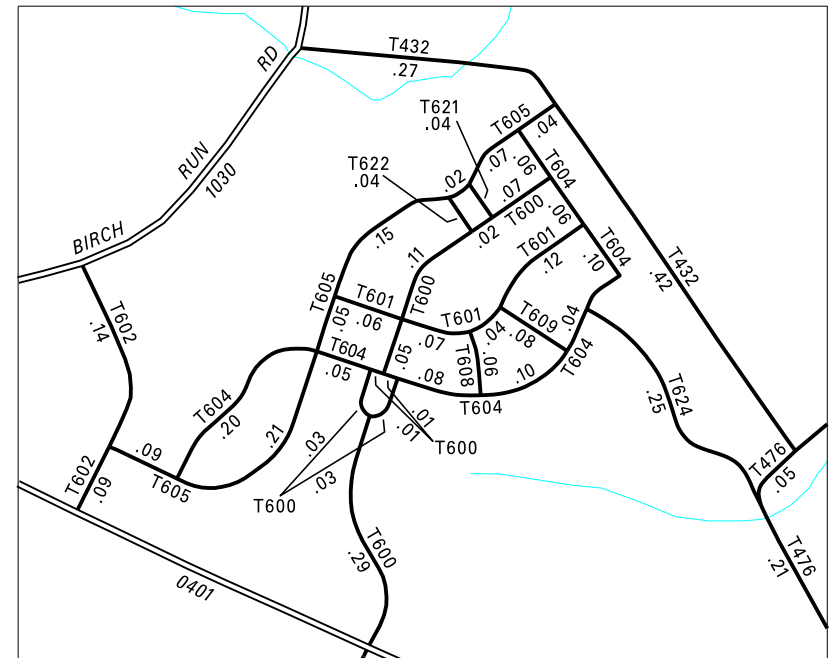 T432
.27
RD
RUN
1030
BIRCH
T621
.04
T605
.04
T622
.04
.02
.07
.06
T604
.07
T600
.06
.02
T601
.12
T604
.10
T432
.42
.15
.11
T605
T601
.06
T600
.05
T601
.07
.04
T609
.08
.04
T604
T602
.14
T604
.05
.05
.08
T608
.06
.10
T604
T604
.20
.21
.01
.01
T600
.03
.03
T600
T624
.25
.09
T605
T602
.09
T476
.05
T476
.21
T600
.29
0401